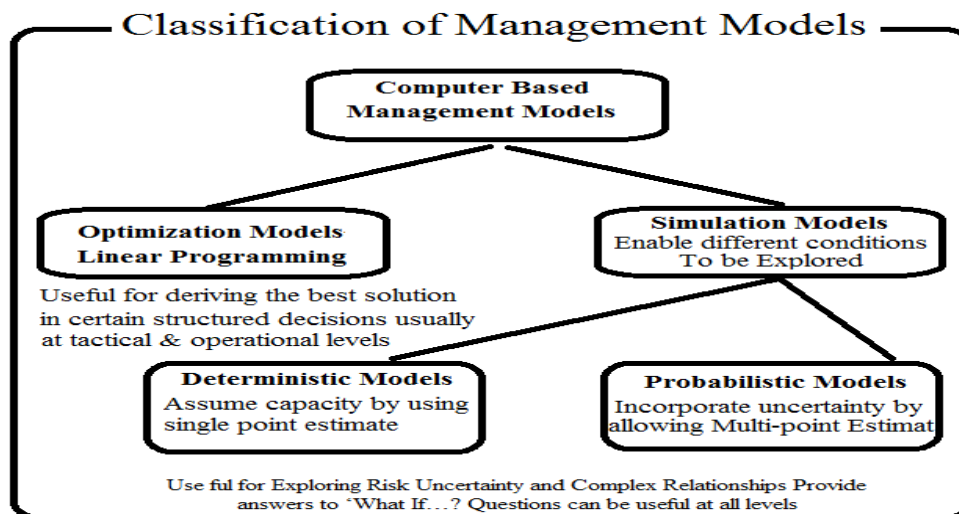 Classification of Management Models
Computer Based
Management Models
Optimization Models
Linear Programming
Useful for deriving the best solution
in certain structured decisions usually
at tactical & operational levels
Simulation Models
Enable different conditions
To be Explored
Deterministic Models
Assume capacity by using
single point estimate
Probabilistic Models
Incorporate uncertainty by
allowing Multi-point Estimat
Use ful for Exploring Risk Uncertainty and Complex Relationships Provide
answers to ‘What If…? Questions can be useful at all levels